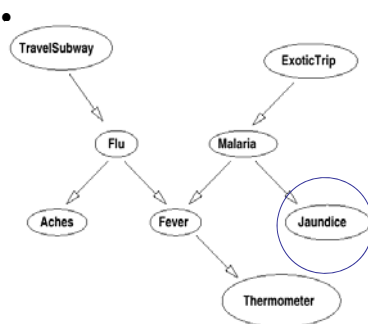 •
TravelSubway
ExoticTrip
Flu
Malaria
Aches
Fever
Jaundice
Thermometer